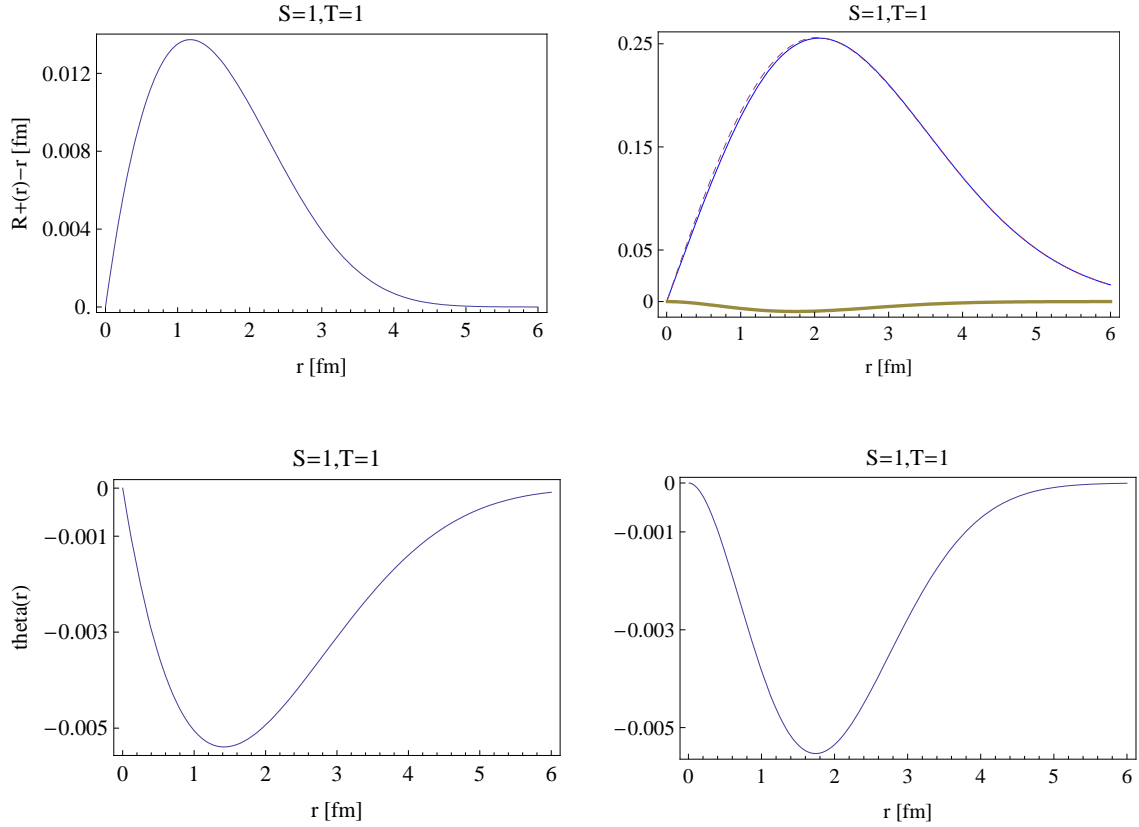 S=1,T=1
R+(r)−r [fm]
0.012
0.008
0.004
0.
0 1 2 3 4 5 6
r [fm]
S=1,T=1
0.25
0.15
0.05
0
0 1 2 3 4 5 6
r [fm]
S=1,T=1
theta(r)
0
−0.001
−0.003
−0.005
0 1 2 3 4 5 6
r [fm]
S=1,T=1
0
−0.001
−0.003
−0.005
0 1 2 3 4 5 6
r [fm]